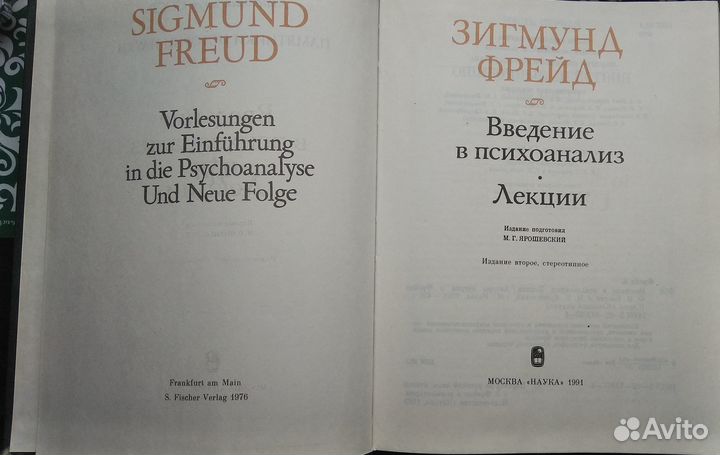 SIGMUND
FREUD
Vorlesungen
zur Einführung
in die Psychoanalyse
Und Neue Folge
Frankfurt am Main
S. Fischer Verlag 1976
ЗИГМУНД
ФРЕЙД
Введение
в психоанализ
Лекции
Издание подготовил
М. Г. ЯРОШЕВСКИЙ
Издание второе, стереотипное
МОСКВА «НАУКА» 1991
Avito